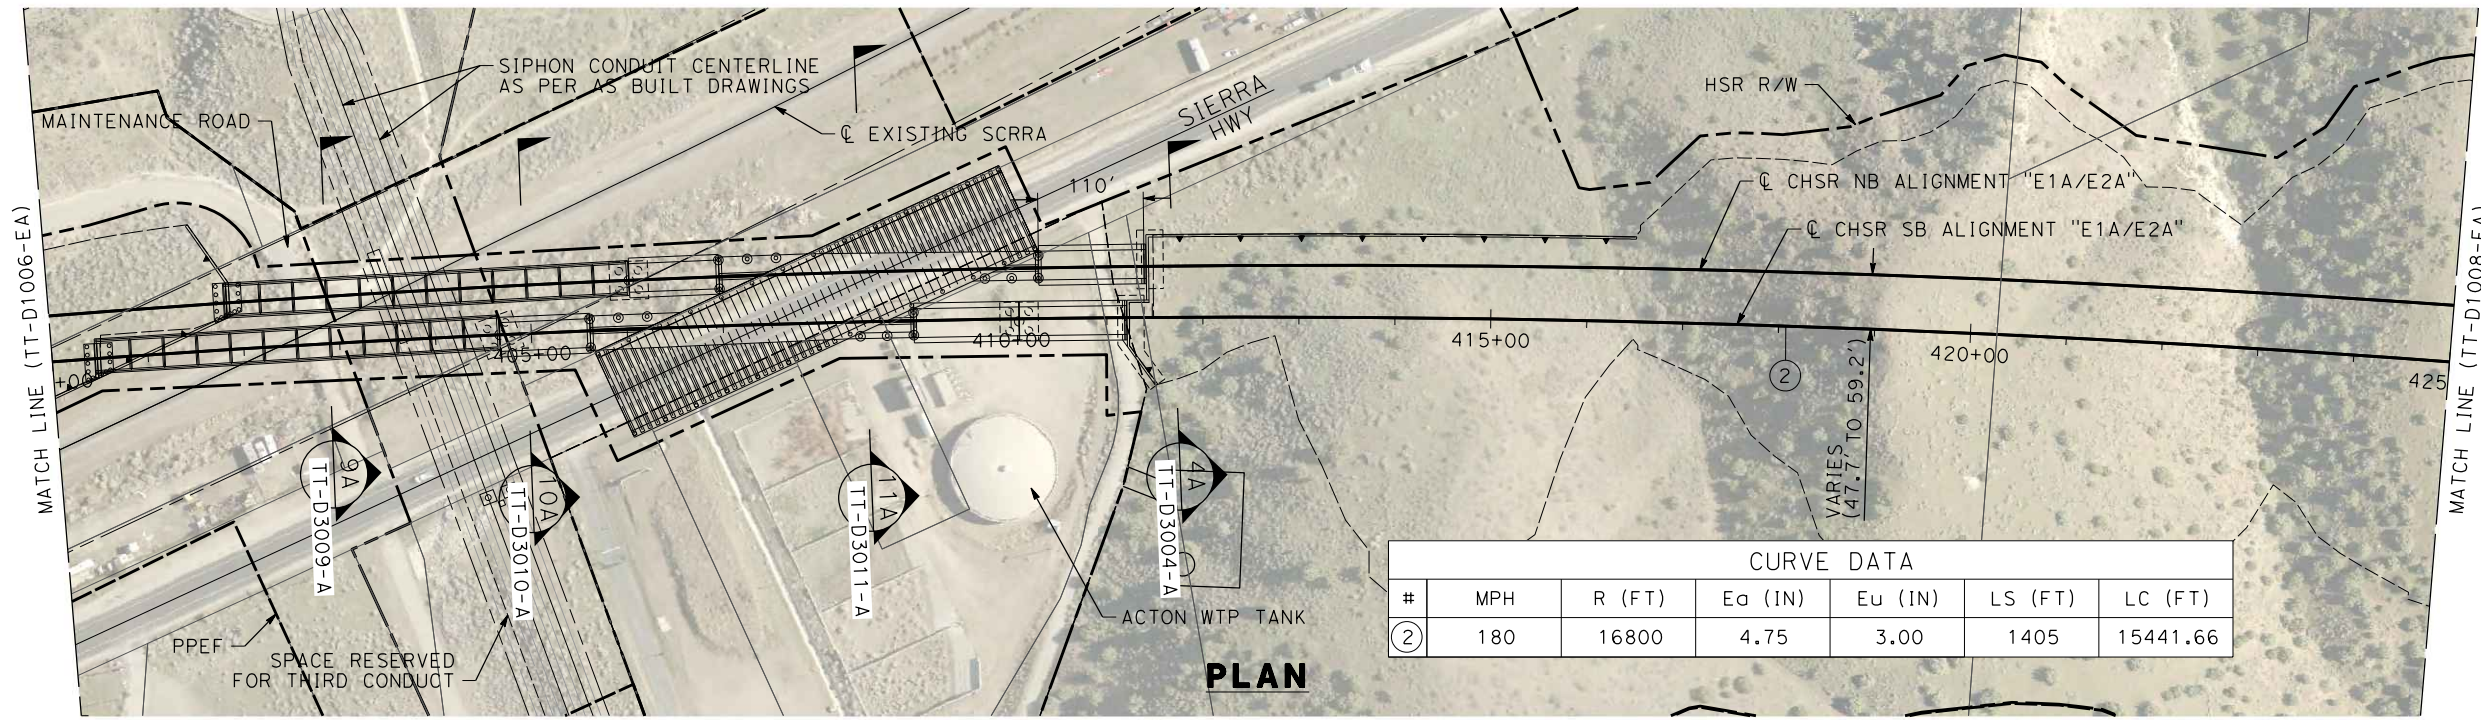 SIPHON CONDUIT CENTERLINE
AS PER AS BUILT DRAWINGS
MAINTENANCE ROAD
℄ EXISTING SCRRA
SIERRA
HWY
HSR R/W
110'
℄ CHSR NB ALIGNMENT "E1A/E2A"
℄ CHSR SB ALIGNMENT "E1A/E2A"
MATCH LINE (TT-D1006-EA)
MATCH LINE (TT-D1008-EA)
+00
405+00
410+00
415+00
420+00
425
2
VARIES
(47.7' TO 59.2')
9A
TT-D3009-A
10A
TT-D3010-A
11A
TT-D3011-A
4A
TT-D3004-A
ACTON WTP TANK
PPEF
SPACE RESERVED
FOR THIRD CONDUCT
PLAN
CURVE DATA
# MPH R (FT) Ea (IN) Eu (IN) LS (FT) LC (FT)
2 180 16800 4.75 3.00 1405 15441.66